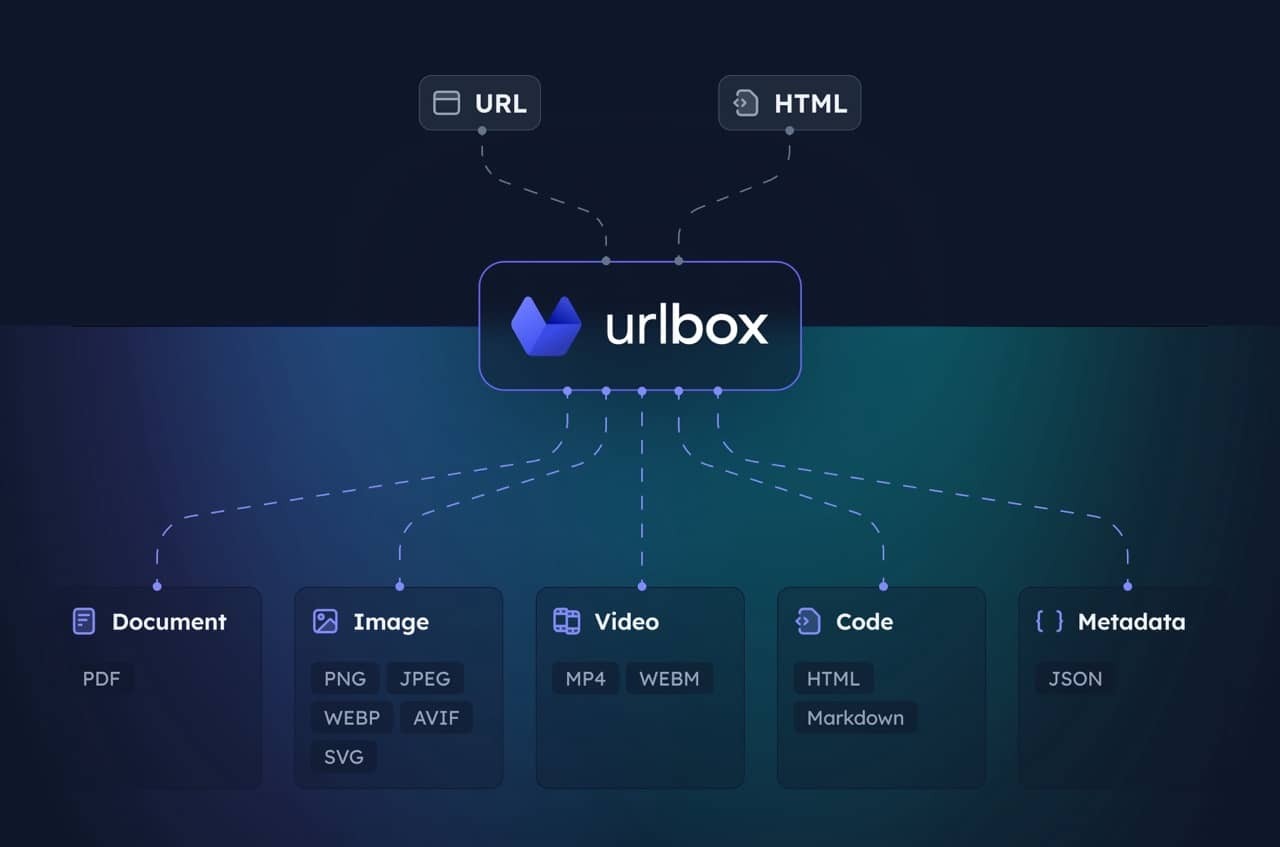 URL HTML
urlbox
Document Image Video Code Metadata
PDF PNG JPEG MP4 WEBM HTML JSON
WEBP AVIF Markdown
SVG